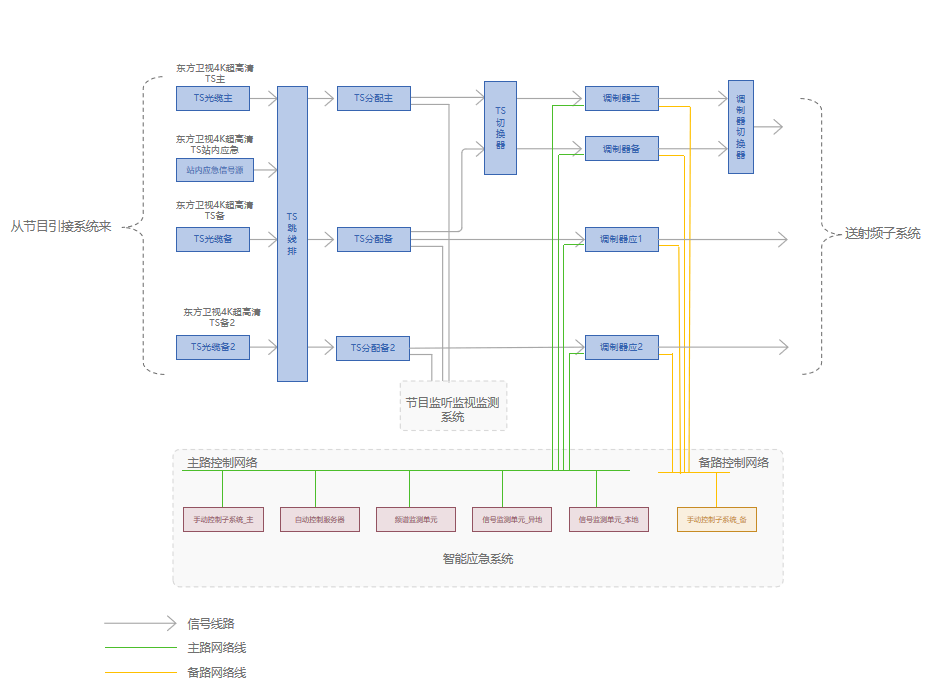 东方卫视4K超高清
TS主
TS光缆主
东方卫视4K超高清
TS站内应急
站内应急信号源
东方卫视4K超高清
TS备
TS光缆备
东方卫视4K超高清
TS备2
TS光缆备2
从节目引接系统来
TS
跳
线
排
TS分配主
TS分配备
TS分配备2
TS
切
换
器
调制器主
调制器备
调制器应1
调制器应2
调
制
器
切
换
器
送射频子系统
节目监听监视监测
系统
主路控制网络
备路控制网络
手动控制子系统_主
自动控制服务器
频谱监测单元
信号监测单元_异地
信号监测单元_本地
手动控制子系统_备
智能应急系统
信号线路
主路网络线
备路网络线